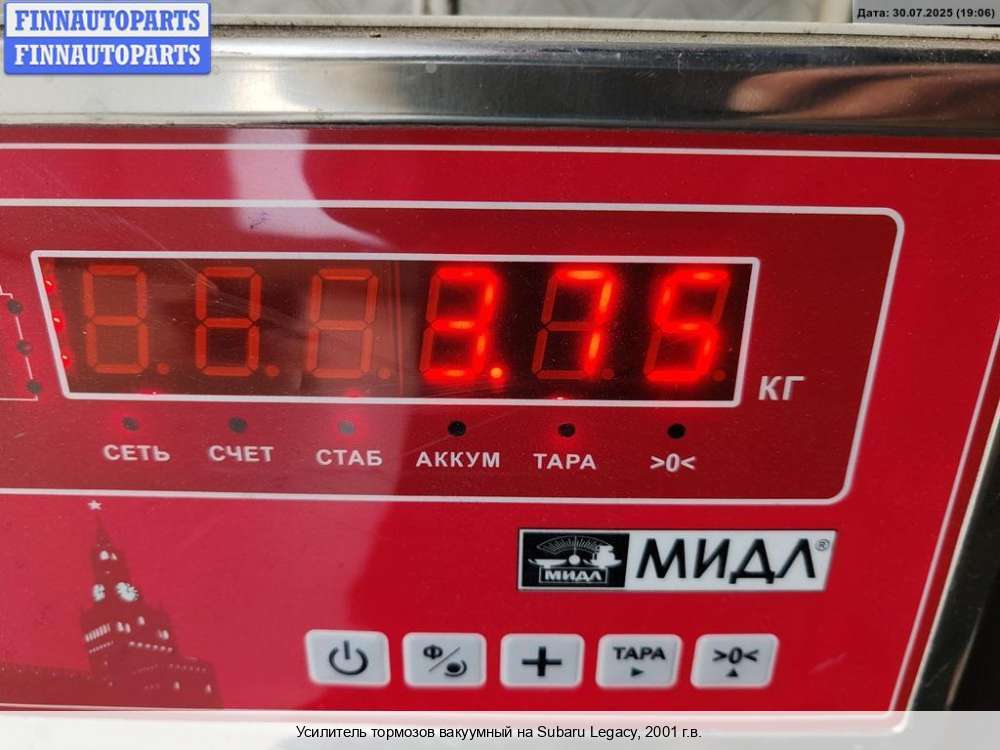 FINNAUTOPARTS
FINNAUTOPARTS
Дата: 30.07.2025 (19:06)
3.75
КГ
СЕТЬ СЧЕТ СТАБ АККУМ ТАРА >0<
МИДЛ МИДЛ®
Ф + ТАРА >0<
Усилитель тормозов вакуумный на Subaru Legacy, 2001 г.в.